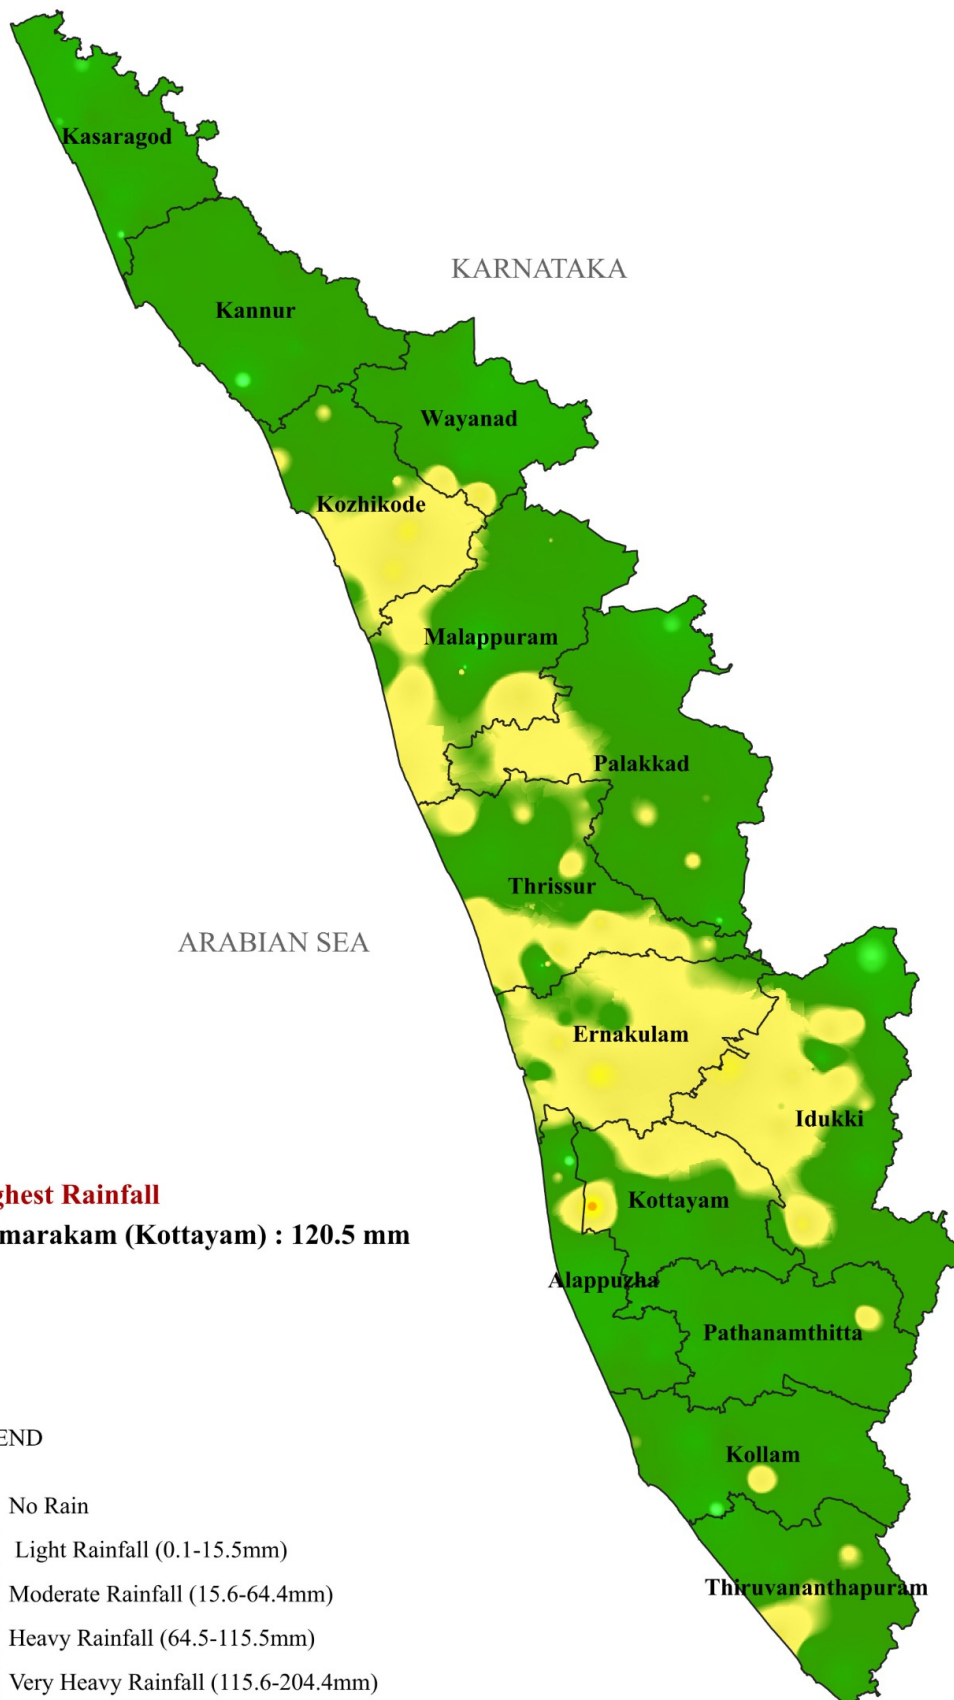 Kasaragod
KARNATAKA
Kannur
Wayanad
Kozhikode
Malappuram
Palakkad
Thrissur
ARABIAN SEA
Ernakulam
Idukki
ghest Rainfall
Kottayam
marakam (Kottayam) : 120.5 mm
Alappuzha
Pathanamthitta
END
Kollam
No Rain
Light Rainfall (0.1-15.5mm)
Moderate Rainfall (15.6-64.4mm)
Thiruvananthapuram
Heavy Rainfall (64.5-115.5mm)
Very Heavy Rainfall (115.6-204.4mm)